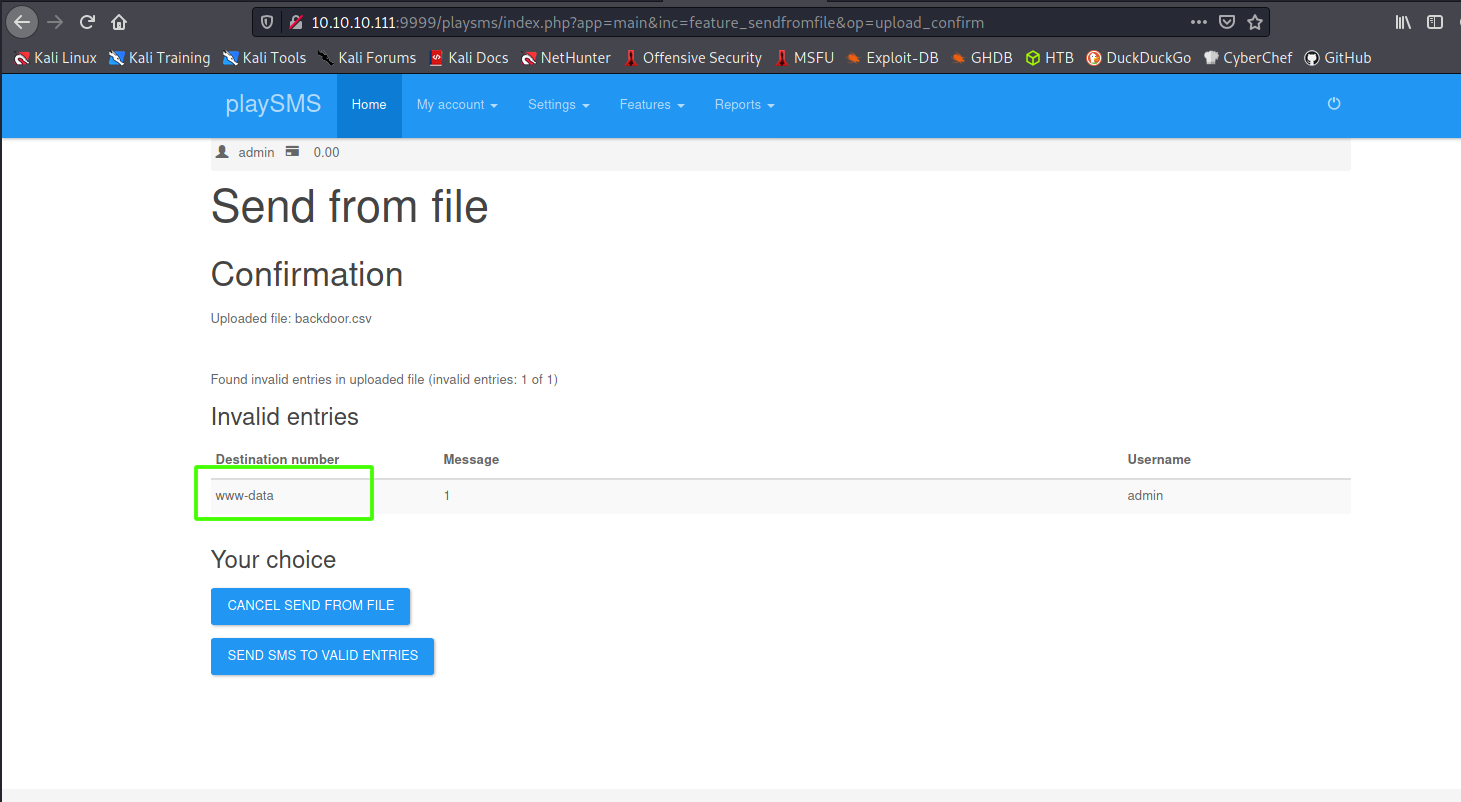 10.10.10.111:9999/playsms/index.php?app=main&inc=feature_sendfromfile&op=upload_confirm
Kali Linux Kali Training Kali Tools Kali Forums Kali Docs NetHunter Offensive Security MSFU Exploit-DB GHDB HTB DuckDuckGo CyberChef GitHub
playSMS Home My account Settings Features Reports
admin 0.00
Send from file
Confirmation
Uploaded file: backdoor.csv
Found invalid entries in uploaded file (invalid entries: 1 of 1)
Invalid entries
Destination number Message Username
www-data 1 admin
Your choice
CANCEL SEND FROM FILE
SEND SMS TO VALID ENTRIES